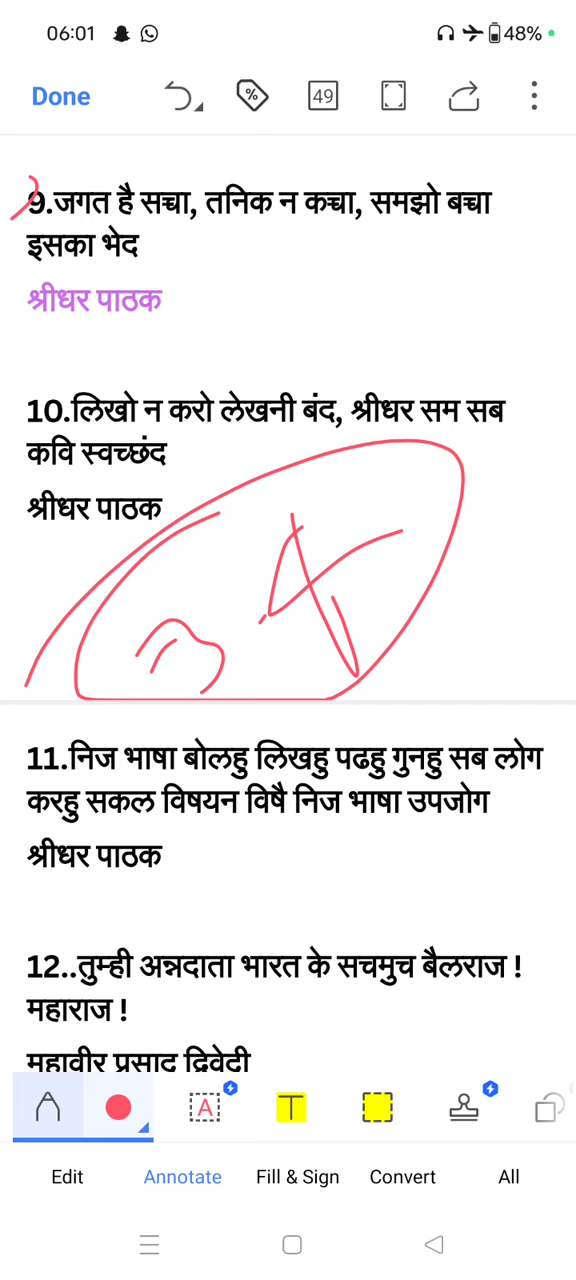 06:01
48%
Done
%
49
9.जगत है सच्चा, तनिक न कच्चा, समझो बच्चा
इसका भेद
श्रीधर पाठक
10.लिखो न करो लेखनी बंद, श्रीधर सम सब
कवि स्वच्छंद
श्रीधर पाठक
11.निज भाषा बोलहु लिखहु पढहु गुनहु सब लोग
करहु सकल विषयन विषै निज भाषा उपजोग
श्रीधर पाठक
12..तुम्ही अन्नदाता भारत के सचमुच बैलराज !
महाराज !
महावीर प्रसाद द्विवेदी
A
T
Edit
Annotate
Fill & Sign
Convert
All